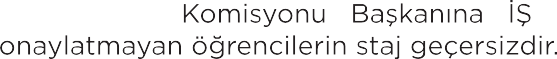 Komisyonu Başkanına İŞ
onaylatmayan öğrencilerin staj geçersizdir.